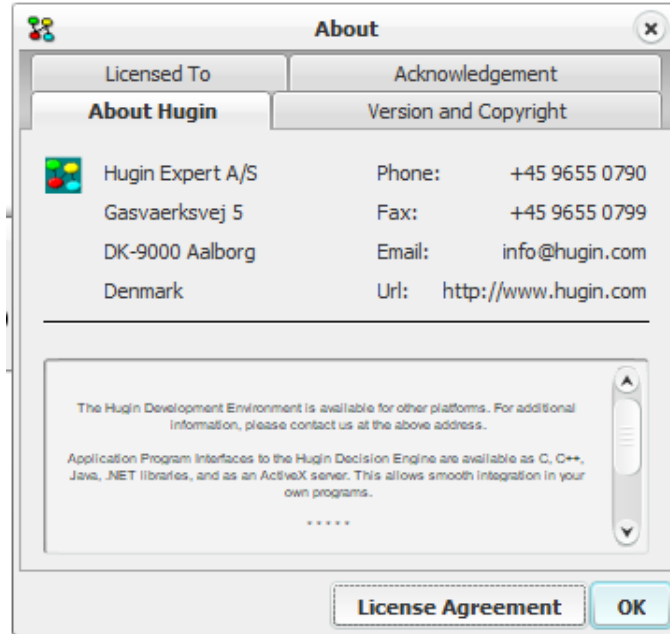 About
Licensed To
Acknowledgement
About Hugin
Version and Copyright
Hugin Expert A/S
Phone: +45 9655 0790
Gasvaerksvej 5
Fax: +45 9655 0799
DK-9000 Aalborg
Email: info@hugin.com
Denmark
Url: http://www.hugin.com
The Hugin Development Environment is available for other platforms. For additional
information, please contact us at the above address.
Application Program Interfaces to the Hugin Decision Engine are available as C, C++,
Java, .NET libraries, and as an ActiveX server. This allows smooth integration in your
own programs.
* * * * *
License Agreement
OK